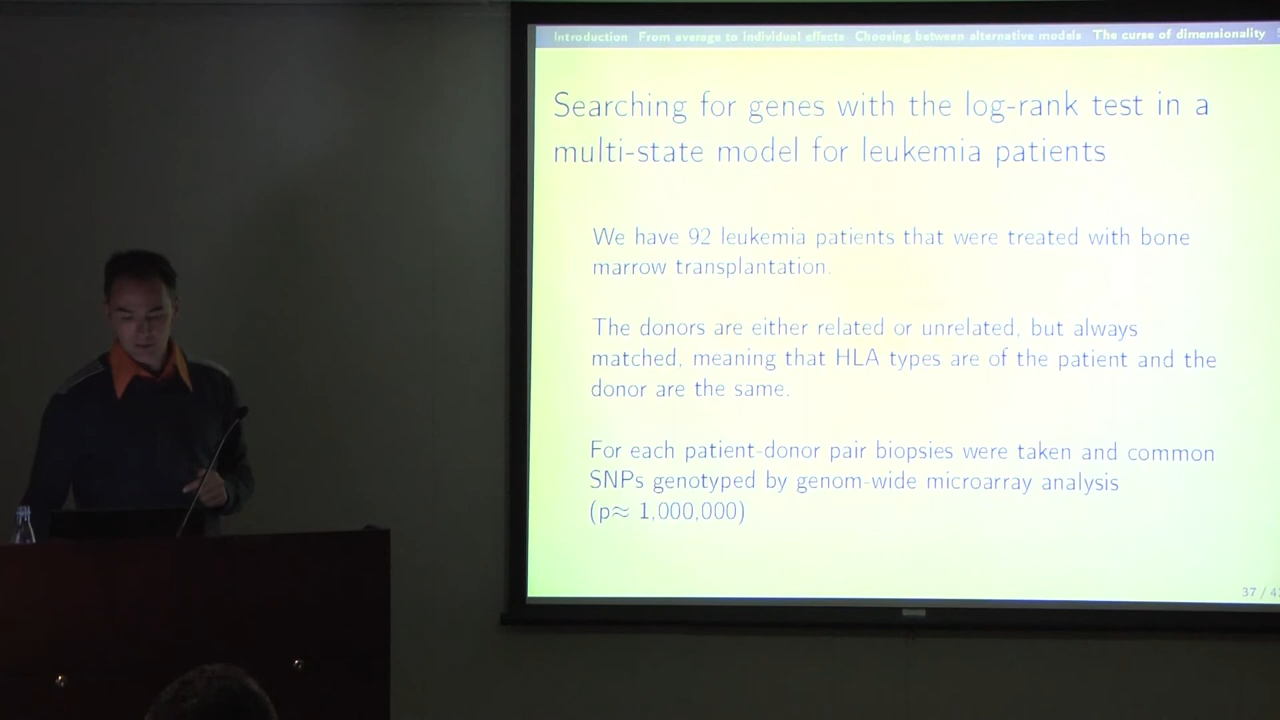 Introduction From average to individual effects Choosing between alternative models The curse of dimensionality
Searching for genes with the log-rank test in a
multi-state model for leukemia patients
We have 92 leukemia patients that were treated with bone
marrow transplantation.
The donors are either related or unrelated, but always
matched, meaning that HLA types are of the patient and the
donor are the same.
For each patient-donor pair biopsies were taken and common
SNPs genotyped by genom-wide microarray analysis
(p≈ 1,000,000)
37 / 4